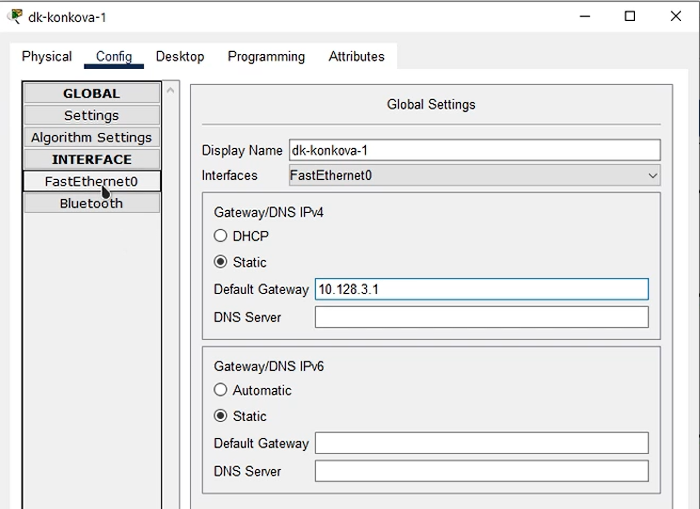 dk-konkova-1
Physical Config Desktop Programming Attributes
GLOBAL
Settings
Algorithm Settings
INTERFACE
FastEthernet0
Bluetooth
Global Settings
Display Name dk-konkova-1
Interfaces FastEthernet0
Gateway/DNS IPv4
DHCP
Static
Default Gateway 10.128.3.1
DNS Server
Gateway/DNS IPv6
Automatic
Static
Default Gateway
DNS Server